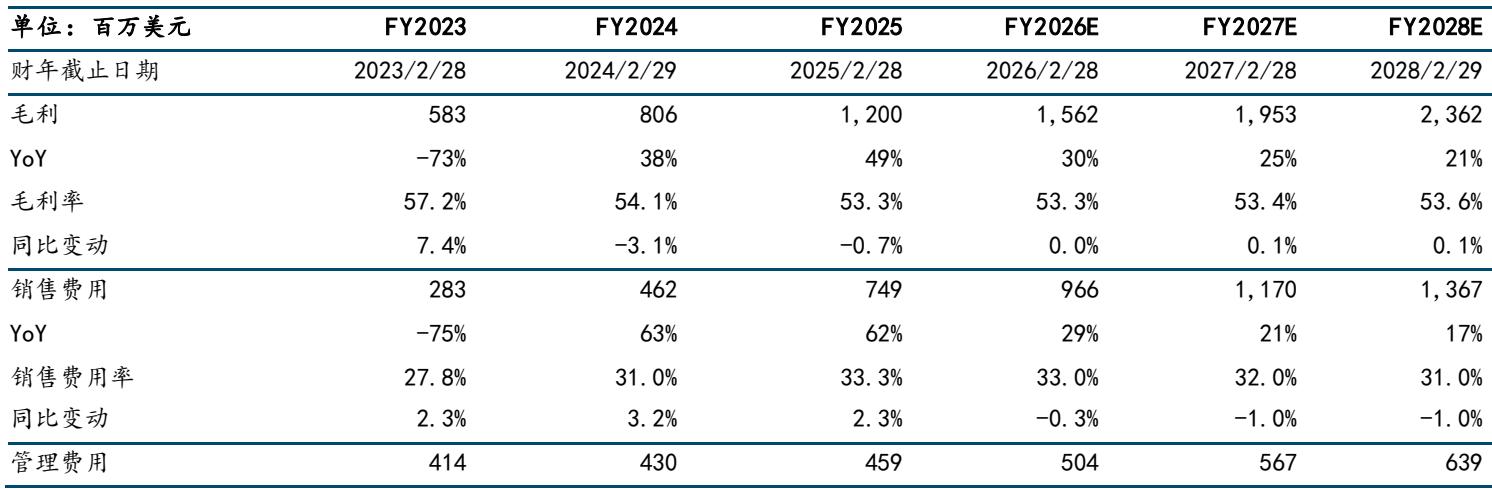 单位：百万美元 FY2023 FY2024 FY2025 FY2026E FY2027E FY2028E
财年截止日期 2023/2/28 2024/2/29 2025/2/28 2026/2/28 2027/2/28 2028/2/29
毛利 583 806 1,200 1,562 1,953 2,362
YoY -73% 38% 49% 30% 25% 21%
毛利率 57.2% 54.1% 53.3% 53.3% 53.4% 53.6%
同比变动 7.4% -3.1% -0.7% 0.0% 0.1% 0.1%
销售费用 283 462 749 966 1,170 1,367
YoY -75% 63% 62% 29% 21% 17%
销售费用率 27.8% 31.0% 33.3% 33.0% 32.0% 31.0%
同比变动 2.3% 3.2% 2.3% -0.3% -1.0% -1.0%
管理费用 414 430 459 504 567 639